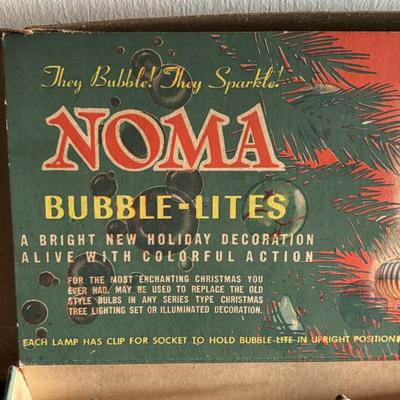 They Bubble! They Sparkle!
NOMA
BUBBLE-LITES
A BRIGHT NEW HOLIDAY DECORATION
ALIVE WITH COLORFUL ACTION
FOR THE MOST ENCHANTING CHRISTMAS YOU
EVER HAD. MAY BE USED TO REPLACE THE OLD
STYLE BULBS IN ANY SERIES TYPE CHRISTMAS
TREE LIGHTING SET OR ILLUMINATED DECORATION.
EACH LAMP HAS CLIP FOR SOCKET TO HOLD BUBBLE-LITE IN UPRIGHT POSITION